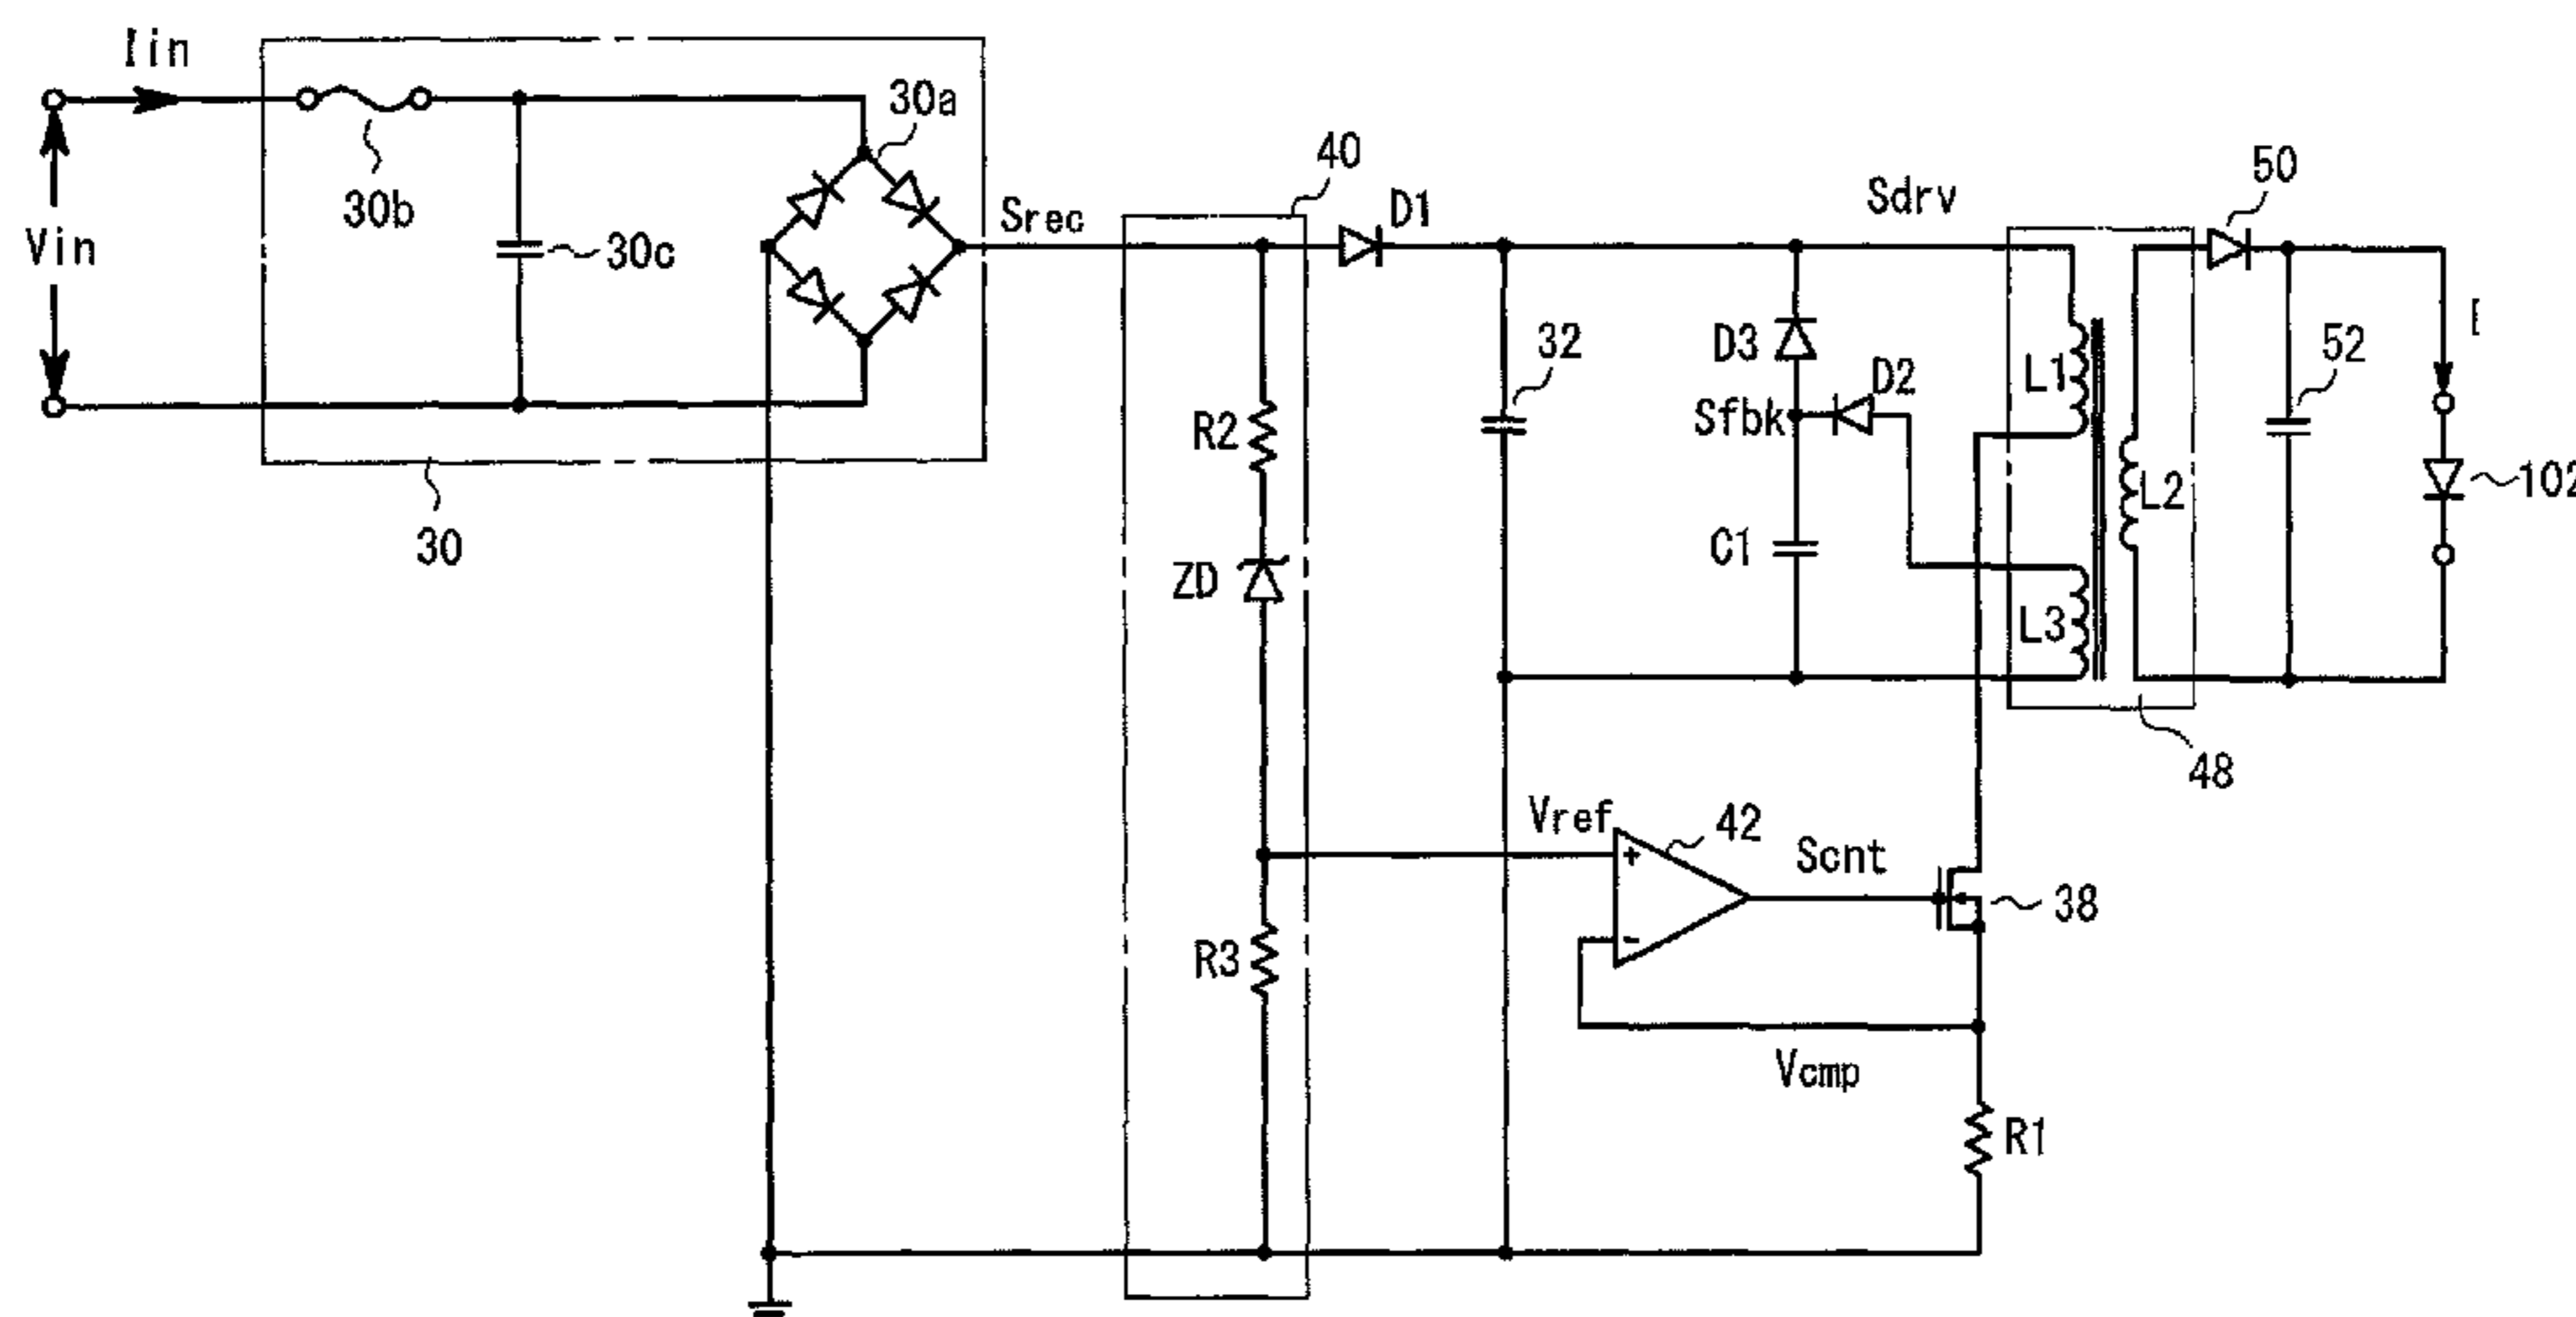 Iin
Vin
30b
30c
30a
30
Srec
40
D1
R2
ZD
R3
32
D3
D2
Sfbk
C1
Sdrv
L1
L2
L3
48
50
52
102
Vref
42
+
-
Scnt
38
Vcmp
R1